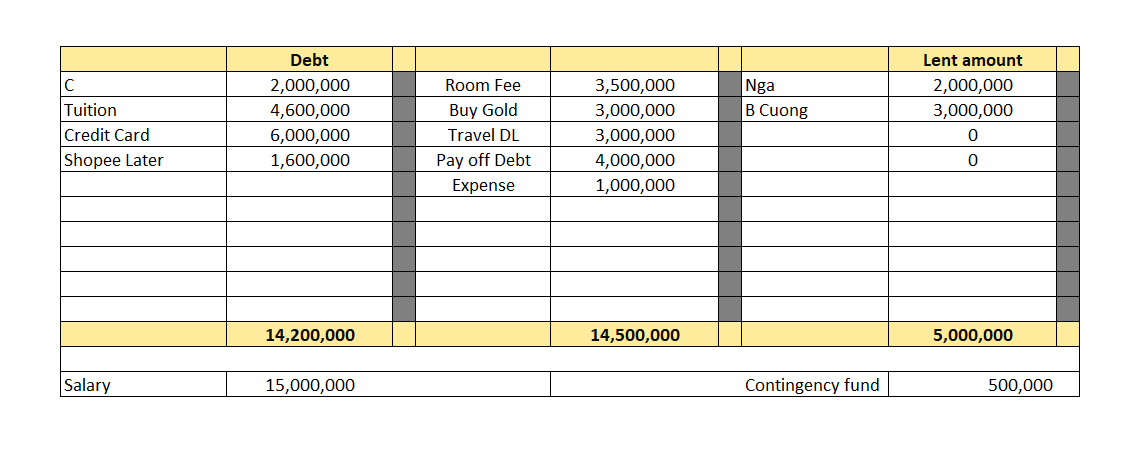 Debt Lent amount
C 2,000,000 Room Fee 3,500,000 Nga 2,000,000
Tuition 4,600,000 Buy Gold 3,000,000 B Cuong 3,000,000
Credit Card 6,000,000 Travel DL 3,000,000 0
Shopee Later 1,600,000 Pay off Debt 4,000,000 0
Expense 1,000,000
14,200,000 14,500,000 5,000,000
Salary 15,000,000 Contingency fund 500,000